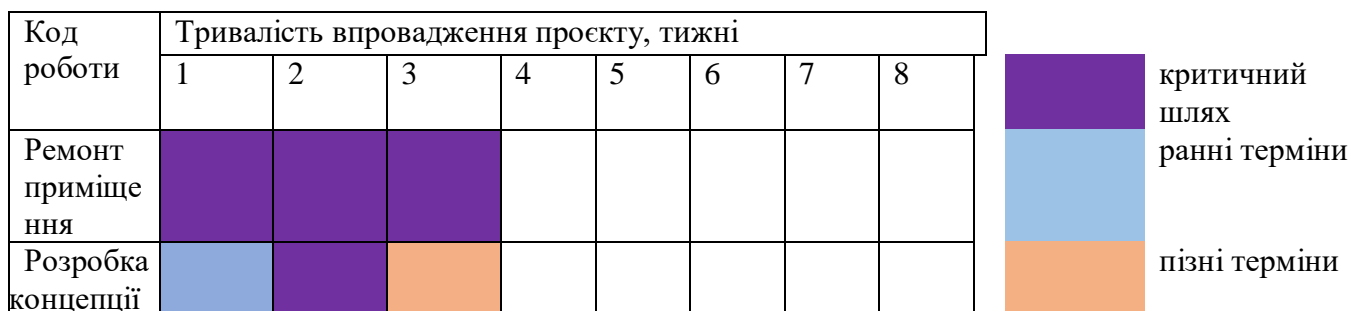 Код роботи
Тривалість впровадження проєкту, тижні
1 2 3 4 5 6 7 8
Ремонт
приміще
ння
Розробка
концепції
критичний
шлях
ранні терміни
пізні терміни